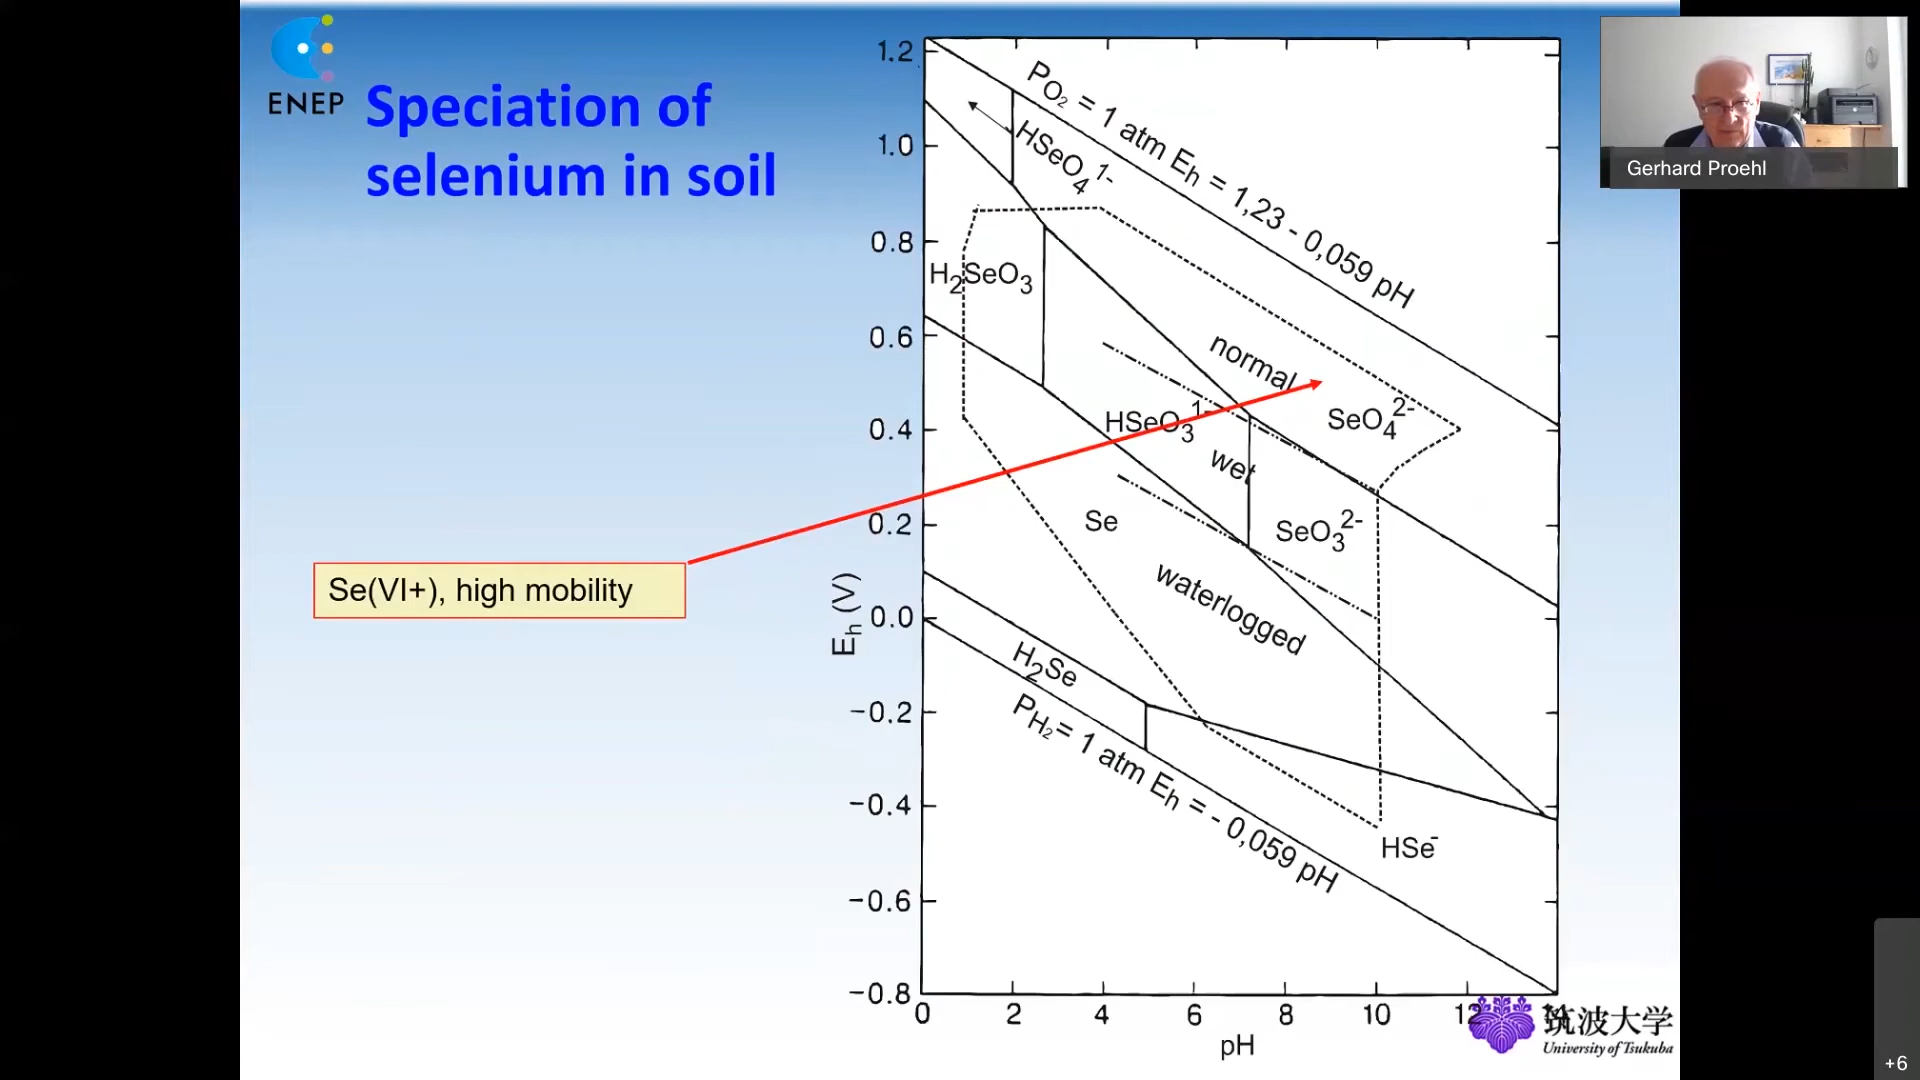 ENEP
Speciation of
selenium in soil
Gerhard Proehl
Se(VI+), high mobility
1.2
1.0
0.8
0.6
0.4
0.2
0.0
−0.2
−0.4
−0.6
−0.8
Eh (V)
PO2 = 1 atm Eh = 1,23 - 0,059 pH
HSeO4 1-
H2SeO3
normal
SeO4 2-
HSeO3 1-
wet
Se
SeO3 2-
waterlogged
H2Se
PH2 = 1 atm Eh = - 0,059 pH
HSe-
0 2 4 6 8 10 12
pH
筑波大学
University of Tsukuba
+6